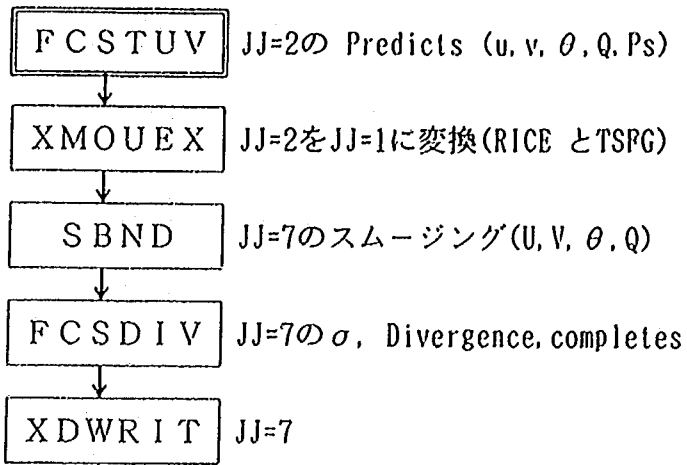 FCSTUV JJ=2の Predicts (u, v, θ, Q, Ps)
XMOUEX JJ=2をJJ=1に変換(RICE とTSFG)
SBND JJ=7のスムージング(U, V, θ, Q)
FCSDIV JJ=7のσ, Divergence, completes
XDWRIT JJ=7